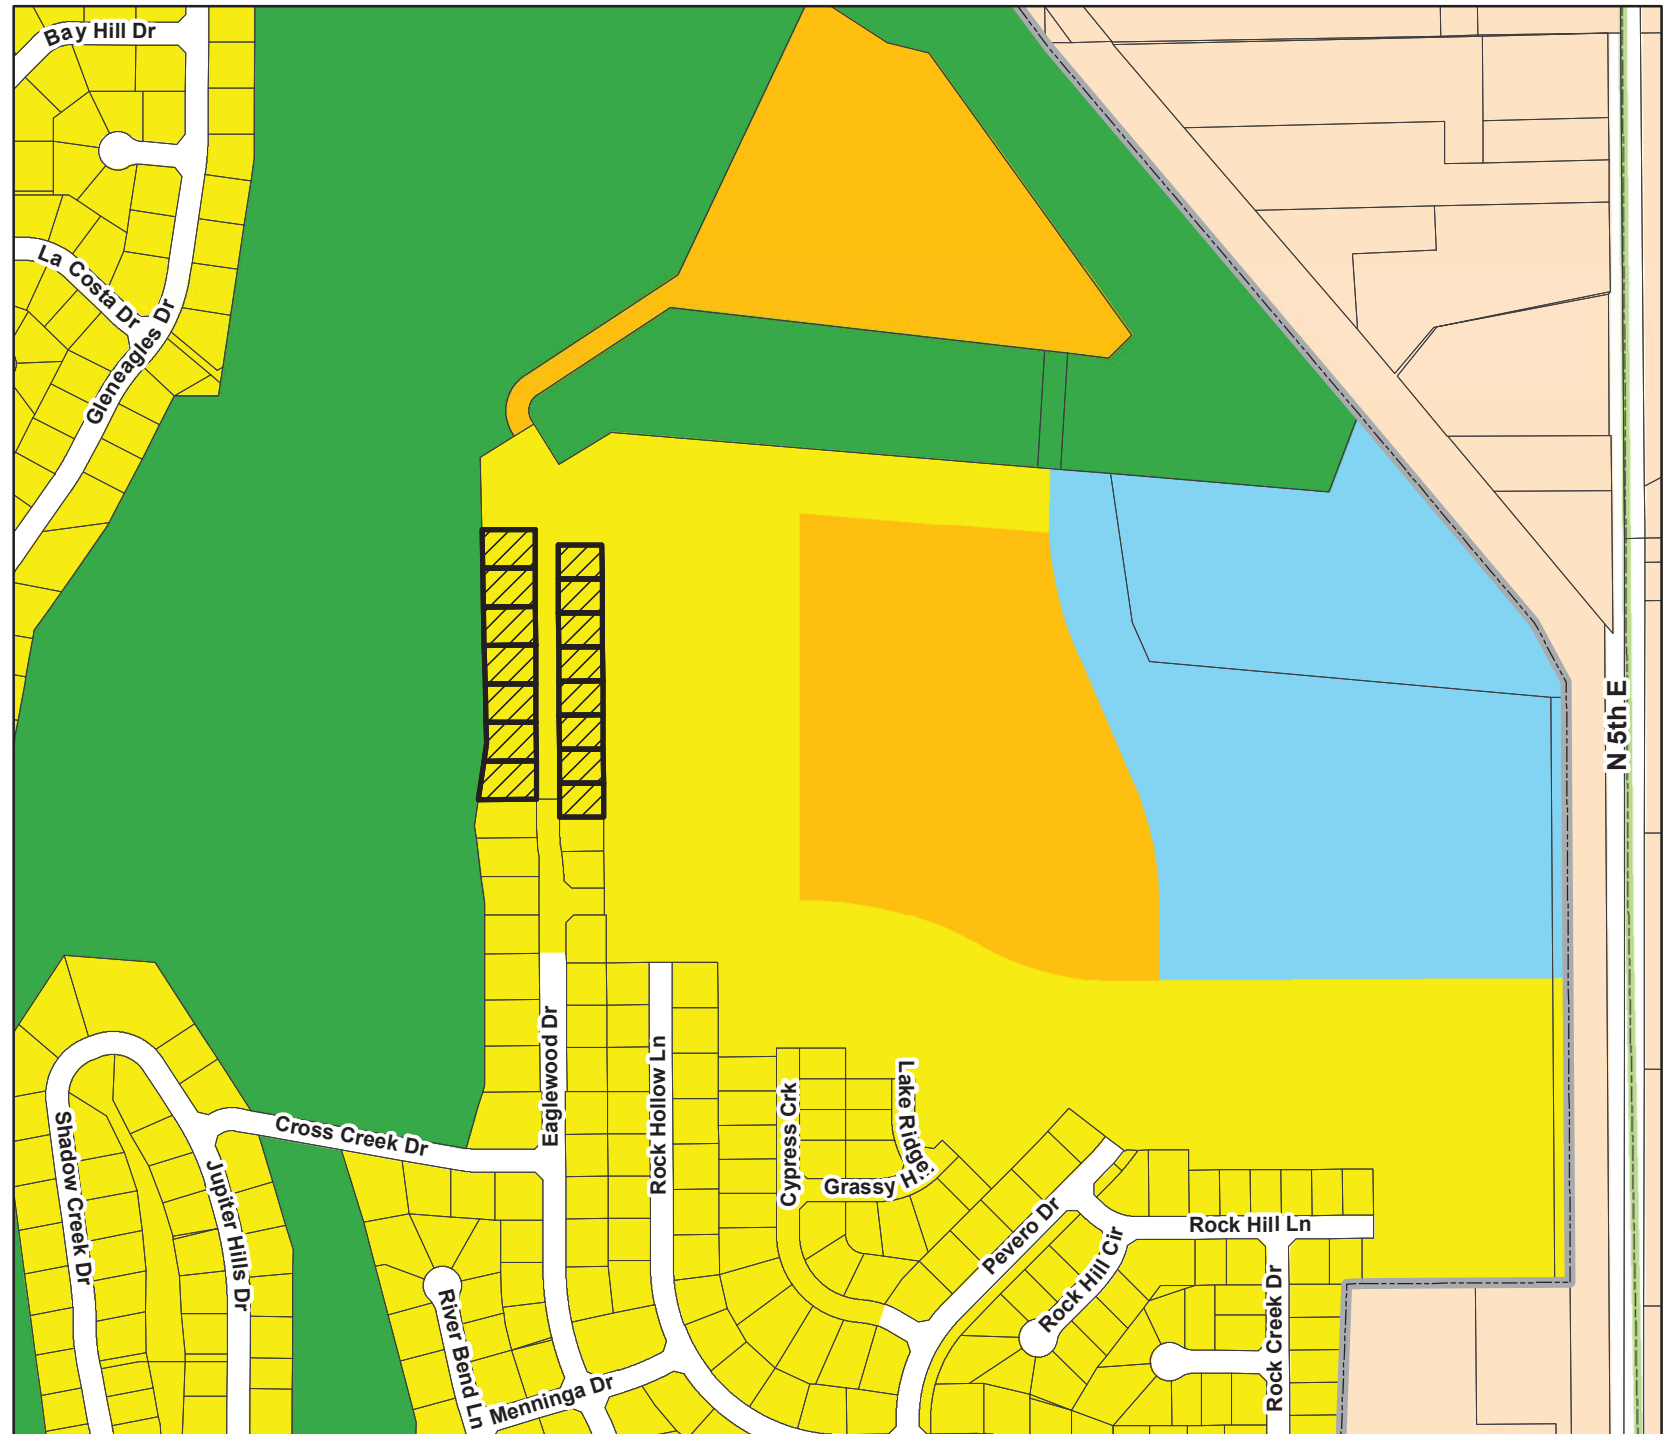 Bay Hill Dr
La Costa Dr
Gleneagles Dr
N 5th E
Eaglewood Dr
Rock Hollow Ln
Cypress Crk
Lake Ridge
Grassy
Cross Creek Dr
Shadow Creek Dr
Jupiter Hills Dr
River Bend Ln
Menninga Dr
Pevero Dr
Rock Hill Cir
Rock Hill Ln
Rock Creek Dr